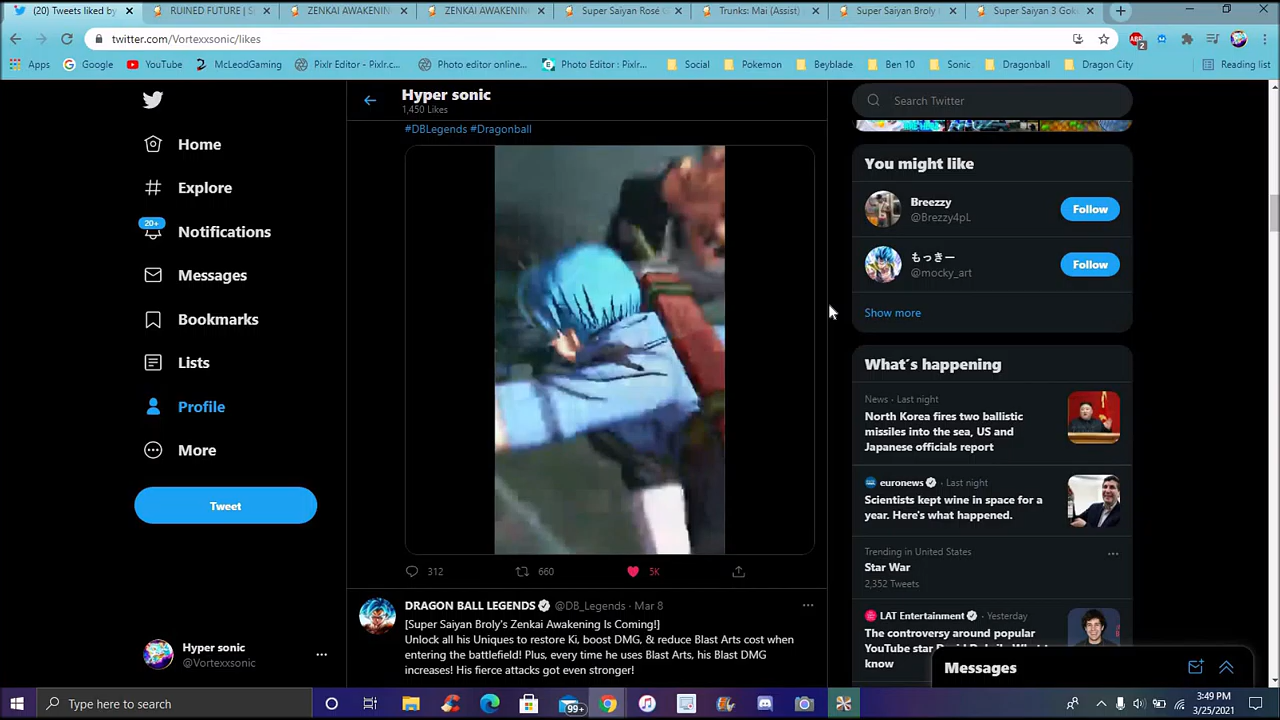 (20) Tweets liked by
RUINED FUTURE | S
ZENKAI AWAKENING
ZENKAI AWAKENING
Super Saiyan Rosé G
Trunks: Mai (Assist)
Super Saiyan Broly
Super Saiyan 3 Gok
twitter.com/Vortexxsonic/likes
2
Apps
Google
YouTube
McLeodGaming
Pixlr Editor - Pixlr.c...
Photo editor online...
Photo Editor : Pixlr...
Social
Pokemon
Beyblade
Ben 10
Sonic
Dragonball
Dragon City
Reading list
Home
Explore
20+
Notifications
Messages
Bookmarks
Lists
Profile
More
Tweet
Hyper sonic
@Vortexxsonic
Hyper sonic
1,450 Likes
#DBLegends #Dragonball
312
660
5K
DRAGON BALL LEGENDS @DB_Legends · Mar 8
[Super Saiyan Broly's Zenkai Awakening Is Coming!]
Unlock all his Uniques to restore Ki, boost DMG, & reduce Blast Arts cost when
entering the battlefield! Plus, every time he uses Blast Arts, his Blast DMG
increases! His fierce attacks got even stronger!
Search Twitter
You might like
Breezzy
@Brezzy4pL
Follow
もっきー
@mocky_art
Follow
Show more
What's happening
News · Last night
North Korea fires two ballistic
missiles into the sea, US and
Japanese officials report
euronews · Last night
Scientists kept wine in space for a
year. Here's what happened.
Trending in United States
Star War
2,352 Tweets
LAT Entertainment · Yesterday
The controversy around popular
YouTube star
know
Messages
Type here to search
99+
3:49 PM
3/25/2021